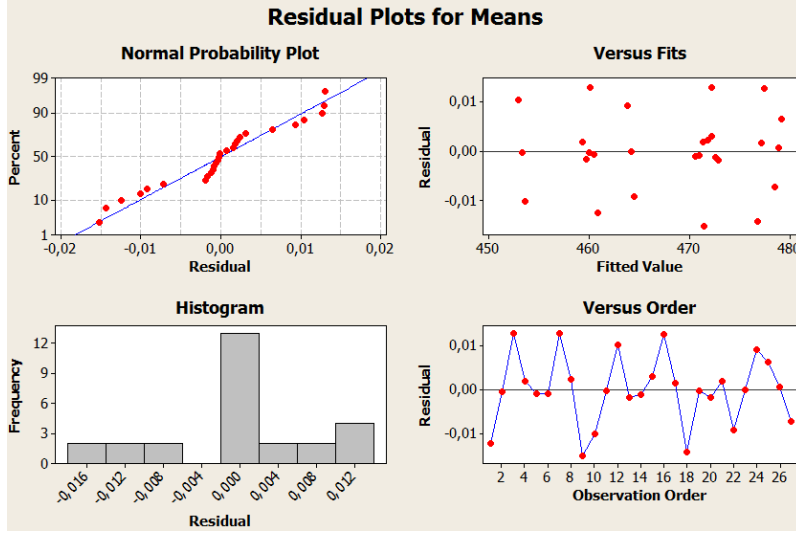 Residual Plots for Means
Normal Probability Plot
99
90
50
10
1
Percent
-0,02 -0,01 0,00 0,01 0,02
Residual
Versus Fits
0,01
0,00
-0,01
Residual
450 460 470 480
Fitted Value
Histogram
12
9
6
3
0
Frequency
-0,016 -0,012 -0,008 -0,004 0,000 0,004 0,008 0,012
Residual
Versus Order
0,01
0,00
-0,01
Residual
2 4 6 8 10 12 14 16 18 20 22 24 26
Observation Order